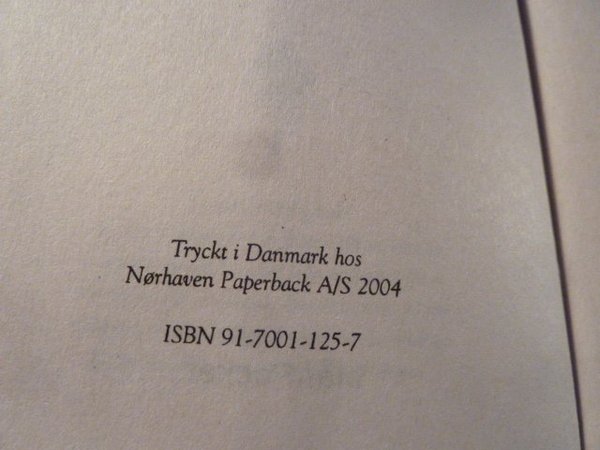 Tryckt i Danmark hos
Nørhaven Paperback A/S 2004
ISBN 91-7001-125-7